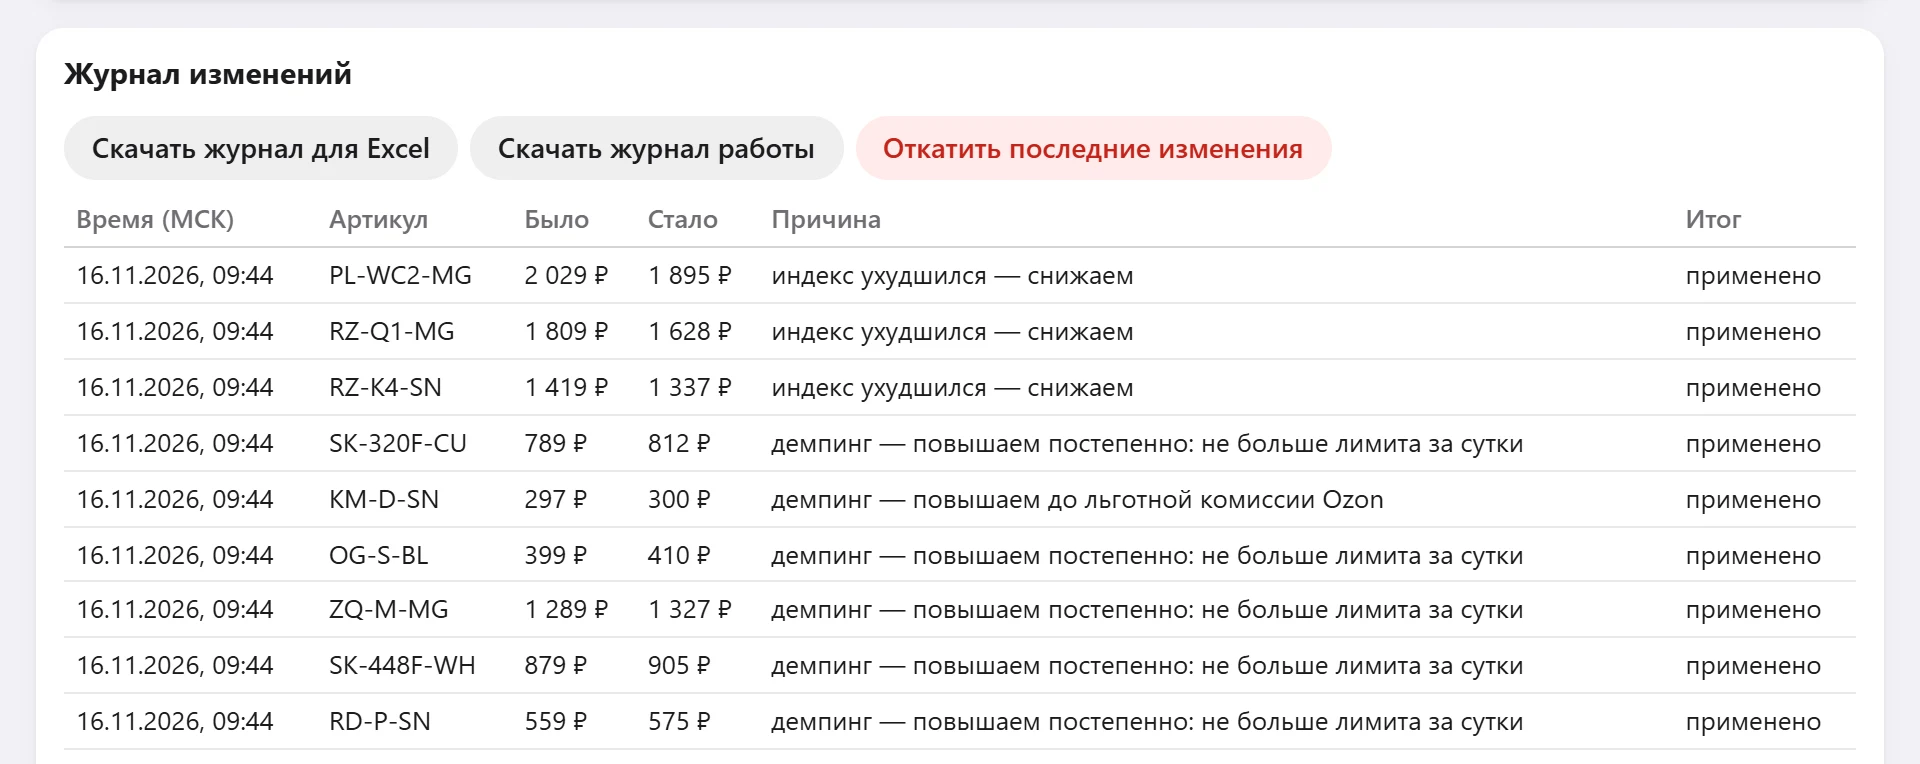 Журнал изменений
Скачать журнал для Excel Скачать журнал работы Откатить последние изменения
Время (МСК) Артикул Было Стало Причина Итог
16.11.2026, 09:44 PL-WC2-MG 2 029 ₽ 1 895 ₽ индекс ухудшился — снижаем применено
16.11.2026, 09:44 RZ-Q1-MG 1 809 ₽ 1 628 ₽ индекс ухудшился — снижаем применено
16.11.2026, 09:44 RZ-K4-SN 1 419 ₽ 1 337 ₽ индекс ухудшился — снижаем применено
16.11.2026, 09:44 SK-320F-CU 789 ₽ 812 ₽ демпинг — повышаем постепенно: не больше лимита за сутки применено
16.11.2026, 09:44 KM-D-SN 297 ₽ 300 ₽ демпинг — повышаем до льготной комиссии Ozon применено
16.11.2026, 09:44 OG-S-BL 399 ₽ 410 ₽ демпинг — повышаем постепенно: не больше лимита за сутки применено
16.11.2026, 09:44 ZQ-M-MG 1 289 ₽ 1 327 ₽ демпинг — повышаем постепенно: не больше лимита за сутки применено
16.11.2026, 09:44 SK-448F-WH 879 ₽ 905 ₽ демпинг — повышаем постепенно: не больше лимита за сутки применено
16.11.2026, 09:44 RD-P-SN 559 ₽ 575 ₽ демпинг — повышаем постепенно: не больше лимита за сутки применено